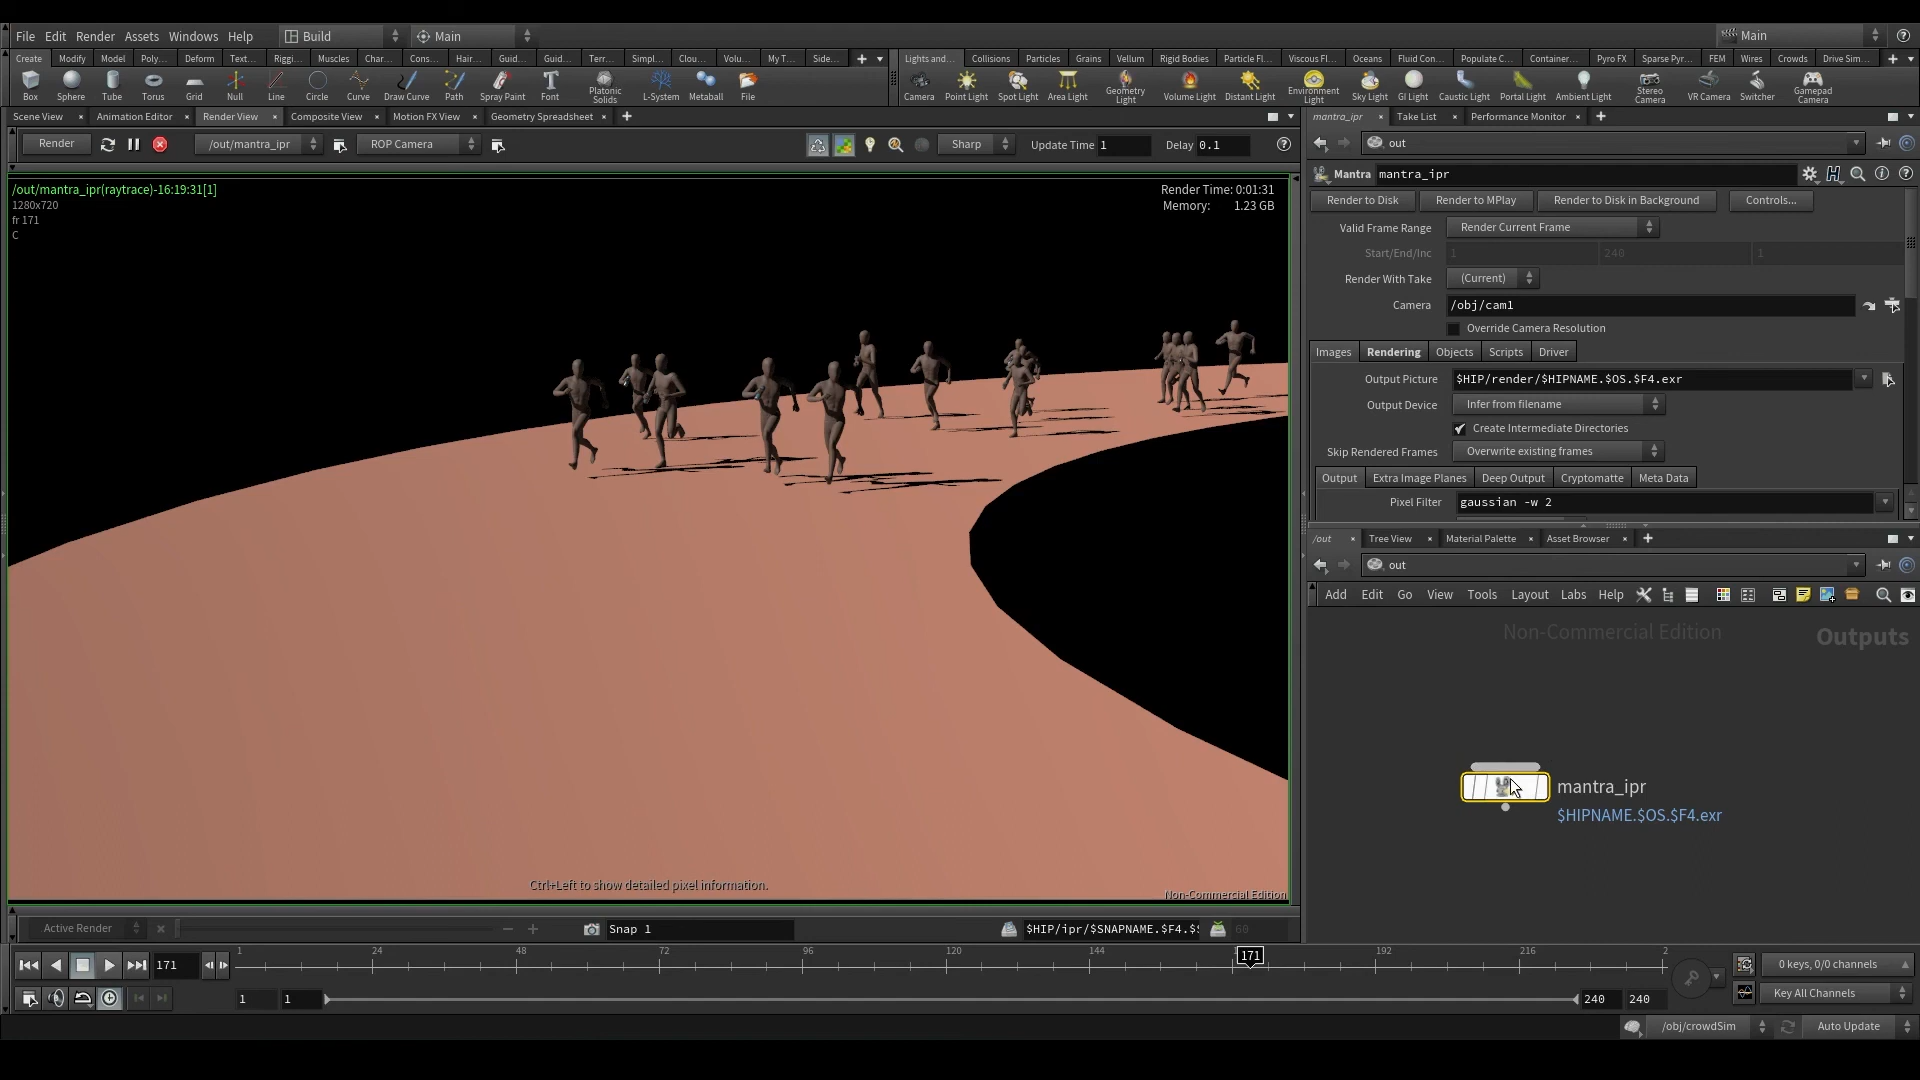 File Edit Render Assets Windows Help Build Main Main
Create Modify Model Poly... Deform Text... Riggi... Muscles Char... Cons... Hair... Guid... Guid... Terr... Simpl... Clou... Volu... My T... Side... Lights and... Collisions Particles Grains Vellum Rigid Bodies Particle Fl... Viscous Fl... Oceans Fluid Con... Populate C... Container... Pyro FX Sparse Pyr... FEM Wires Crowds Drive Sim...
Box Sphere Tube Torus Grid Null Line Circle Curve Draw Curve Path Spray Paint Font Platonic Solids L-System Metaball File Camera Point Light Spot Light Area Light Geometry Light Volume Light Distant Light Environment Light Sky Light GI Light Caustic Light Portal Light Ambient Light Stereo Camera VR Camera Switcher Gamepad Camera
Scene View Animation Editor Render View Composite View Motion FX View Geometry Spreadsheet
Render /out/mantra_ipr ROP Camera Sharp Update Time 1 Delay 0.1
/out/mantra_ipr(raytrace)-16:19:31[1]
1280x720
fr 171
C
Render Time: 0:01:31
Memory: 1.23 GB
Ctrl+Left to show detailed pixel information.
Non-Commercial Edition
Active Render Snap 1 $HIP/ipr/$SNAPNAME.$F4.$S 60
mantra_ipr Take List Performance Monitor
out
Mantra mantra_ipr
Render to Disk Render to MPlay Render to Disk in Background Controls...
Valid Frame Range Render Current Frame
Start/End/Inc 1 240 1
Render With Take (Current)
Camera /obj/cam1
Override Camera Resolution
Images Rendering Objects Scripts Driver
Output Picture $HIP/render/$HIPNAME.$OS.$F4.exr
Output Device Infer from filename
Create Intermediate Directories
Skip Rendered Frames Overwrite existing frames
Output Extra Image Planes Deep Output Cryptomatte Meta Data
Pixel Filter gaussian -w 2
/out Tree View Material Palette Asset Browser
out
Add Edit Go View Tools Layout Labs Help
Non-Commercial Edition Outputs
mantra_ipr
$HIPNAME.$OS.$F4.exr
171 1 24 48 72 96 120 144 171 192 216 2
1 1 240 240
0 keys, 0/0 channels
Key All Channels
/obj/crowdSim Auto Update